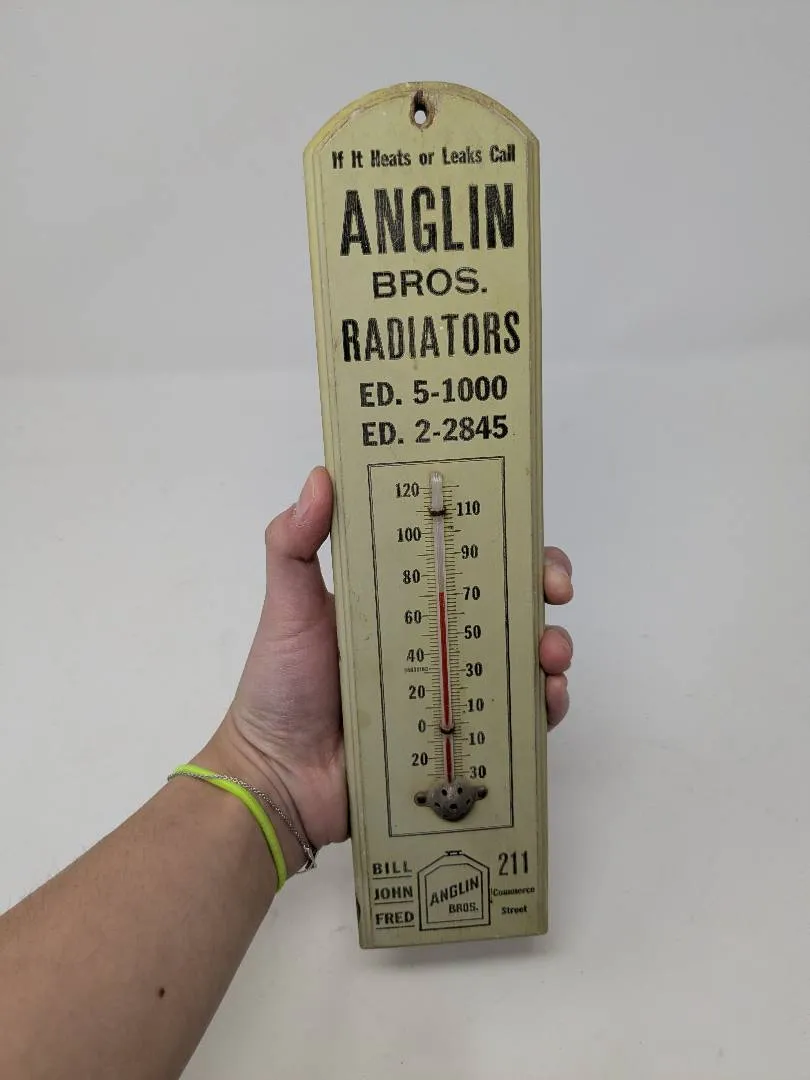 If It Heats or Leaks Call
ANGLIN
BROS.
RADIATORS
ED. 5-1000
ED. 2-2845
120
110
100
90
80
70
60
50
40
30
20
10
0
10
20
30
BILL
JOHN
FRED
ANGLIN
BROS.
211
Commerce
Street